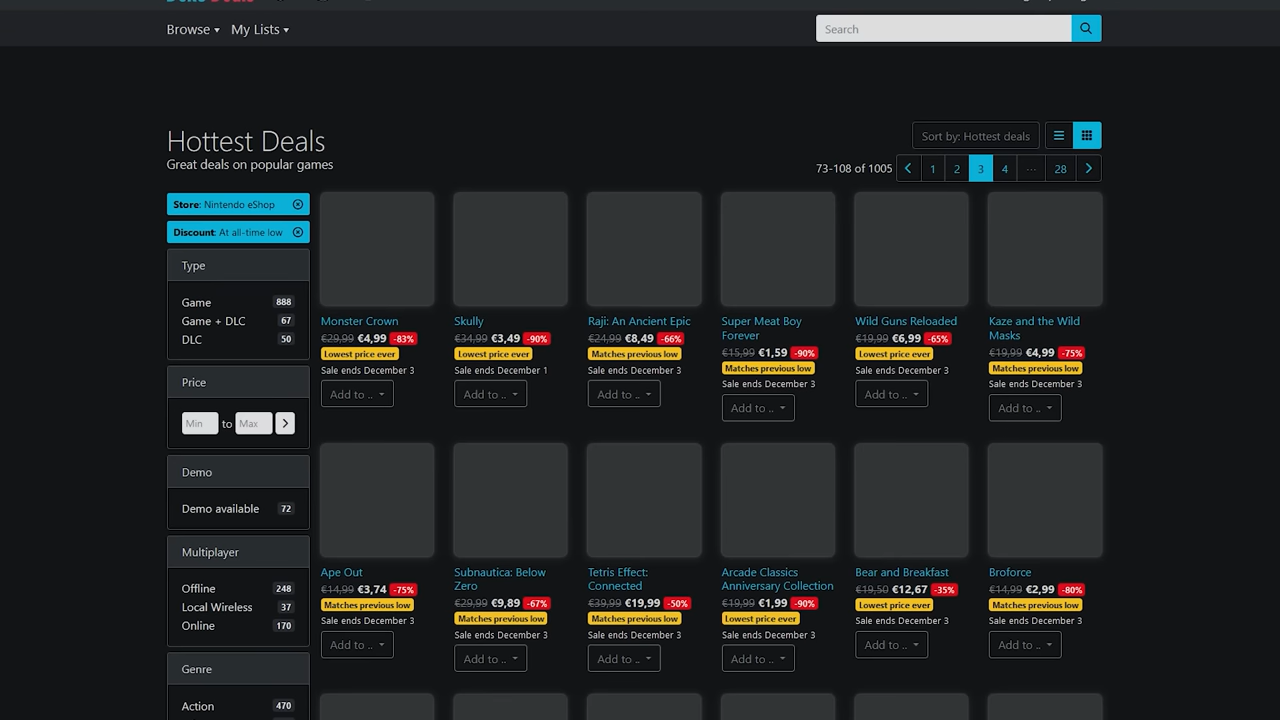 Browse
My Lists
Search
Hottest Deals
Great deals on popular games
Sort by: Hottest deals
73-108 of 1005
1
2
3
4
...
28
Store: Nintendo eShop
Discount: At all-time low
Type
Game 888
Game + DLC 67
DLC 50
Price
Min to Max
Demo
Demo available 72
Multiplayer
Offline 248
Local Wireless 37
Online 170
Genre
Action 470
Monster Crown
€29,99 €4,99 -83%
Lowest price ever
Sale ends December 3
Add to ..
Skully
€34,99 €3,49 -90%
Lowest price ever
Sale ends December 1
Add to ..
Raji: An Ancient Epic
€24,99 €8,49 -66%
Matches previous low
Sale ends December 3
Add to ..
Super Meat Boy
Forever
€15,99 €1,59 -90%
Matches previous low
Sale ends December 3
Add to ..
Wild Guns Reloaded
€19,99 €6,99 -65%
Lowest price ever
Sale ends December 3
Add to ..
Kaze and the Wild
Masks
€19,99 €4,99 -75%
Matches previous low
Sale ends December 3
Add to ..
Ape Out
€14,99 €3,74 -75%
Matches previous low
Sale ends December 3
Add to ..
Subnautica: Below
Zero
€29,99 €9,89 -67%
Matches previous low
Sale ends December 3
Add to ..
Tetris Effect:
Connected
€39,99 €19,99 -50%
Matches previous low
Sale ends December 3
Add to ..
Arcade Classics
Anniversary Collection
€19,99 €1,99 -90%
Lowest price ever
Sale ends December 3
Add to ..
Bear and Breakfast
€19,50 €12,67 -35%
Lowest price ever
Sale ends December 3
Add to ..
Broforce
€14,99 €2,99 -80%
Matches previous low
Sale ends December 3
Add to ..